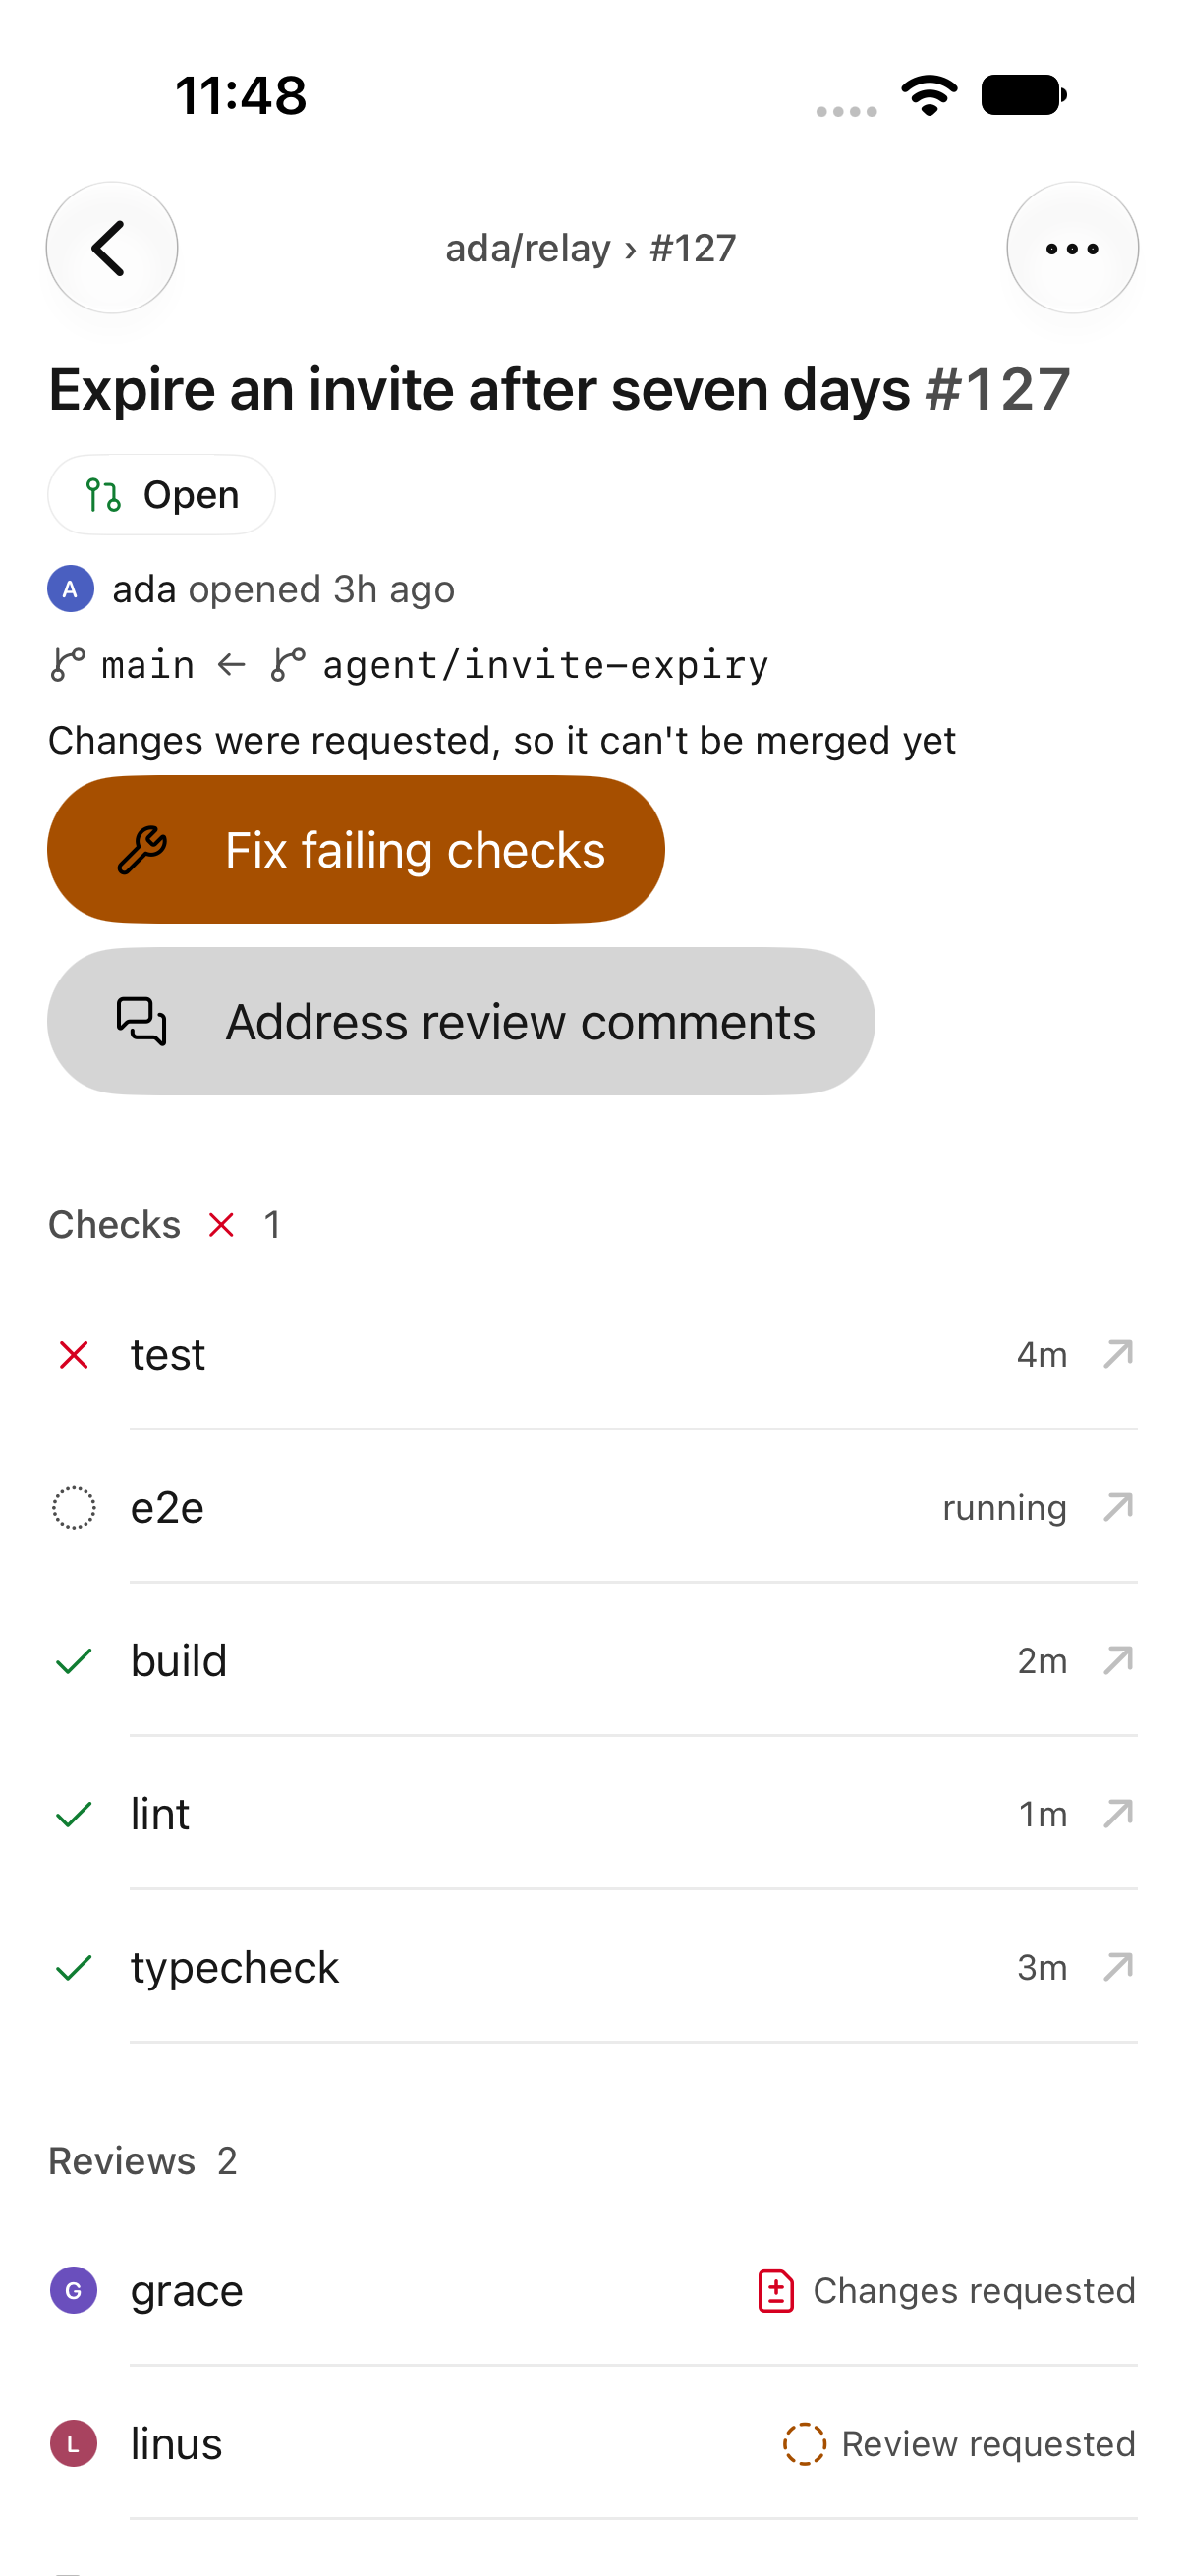 11:48
ada/relay › #127
Expire an invite after seven days #127
Open
A ada opened 3h ago
main ← agent/invite-expiry
Changes were requested, so it can't be merged yet
Fix failing checks
Address review comments
Checks 1
test 4m
e2e running
build 2m
lint 1m
typecheck 3m
Reviews 2
G grace Changes requested
L linus Review requested